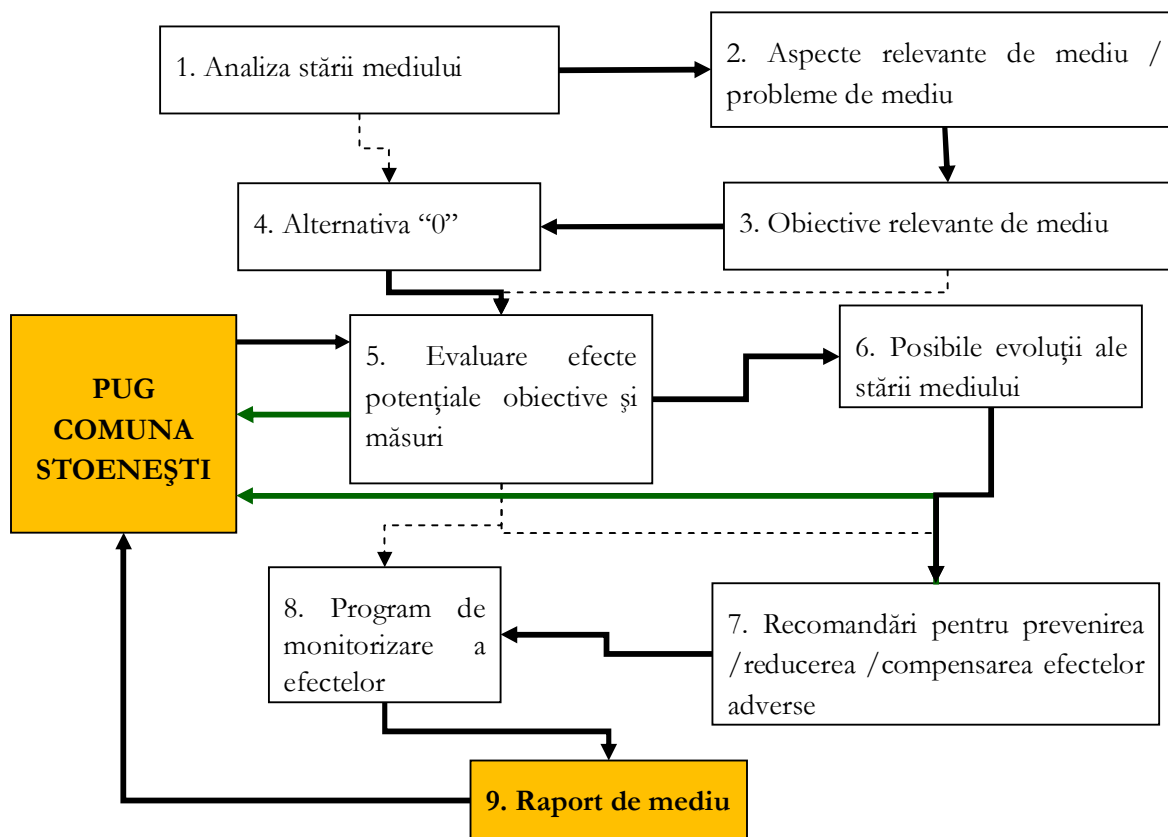 1. Analiza stării mediului
2. Aspecte relevante de mediu /
probleme de mediu
4. Alternativa “0”
3. Obiective relevante de mediu
PUG
COMUNA
STOENEŞTI
5. Evaluare efecte
potenţiale obiective şi
măsuri
6. Posibile evoluţii ale
stării mediului
8. Program de
monitorizare a
efectelor
7. Recomandări pentru prevenirea
/reducerea /compensarea efectelor
adverse
9. Raport de mediu